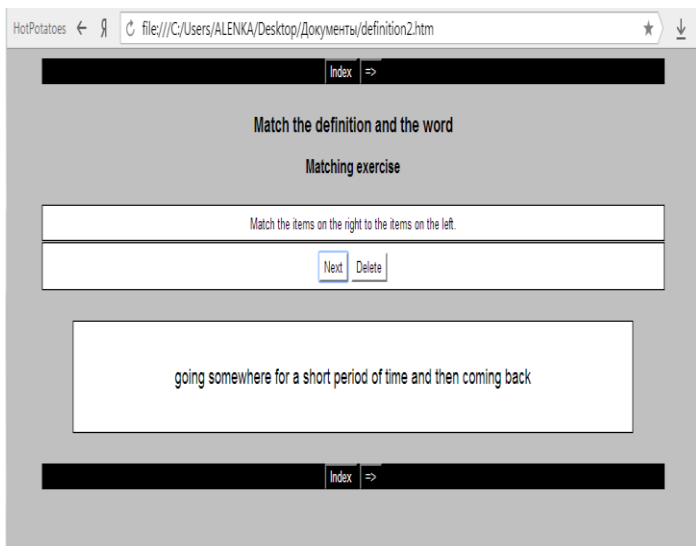 HotPotatoes ← Я file:///C:/Users/ALENKA/Desktop/Документы/definition2.htm
Index =>
Match the definition and the word
Matching exercise
Match the items on the right to the items on the left.
Next Delete
going somewhere for a short period of time and then coming back
Index =>